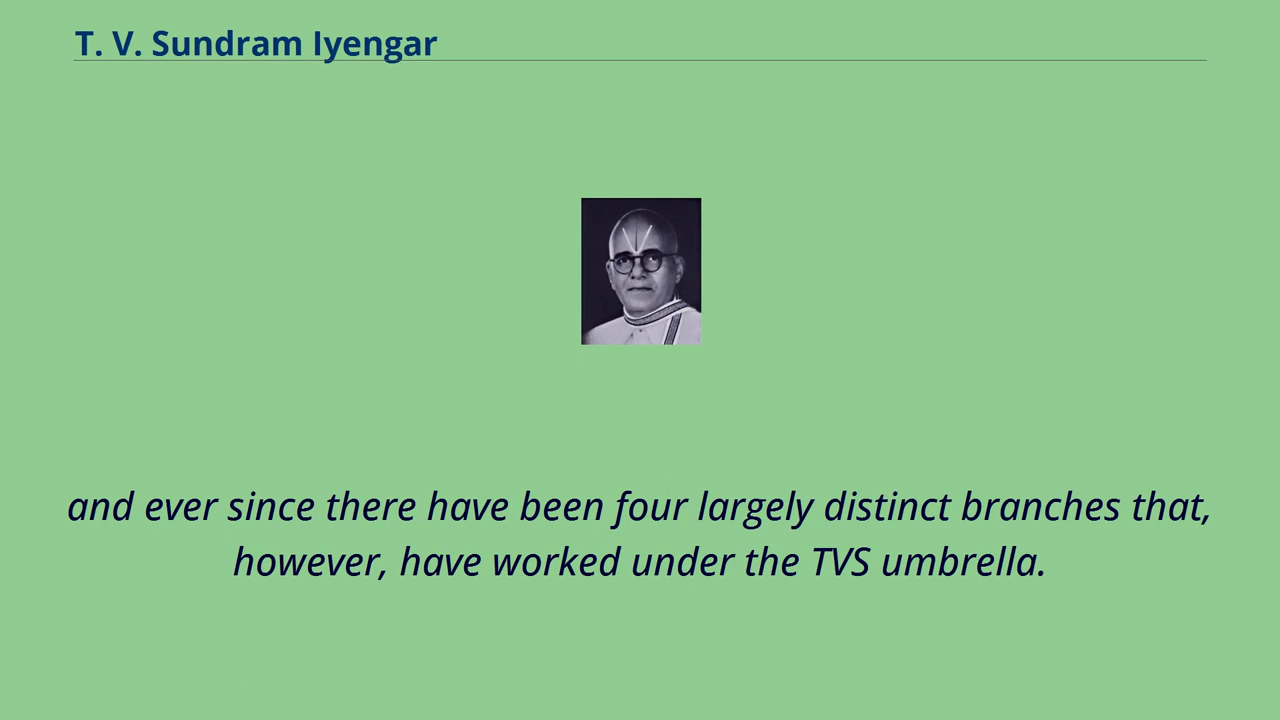 T. V. Sundram Iyengar
and ever since there have been four largely distinct branches that,
however, have worked under the TVS umbrella.